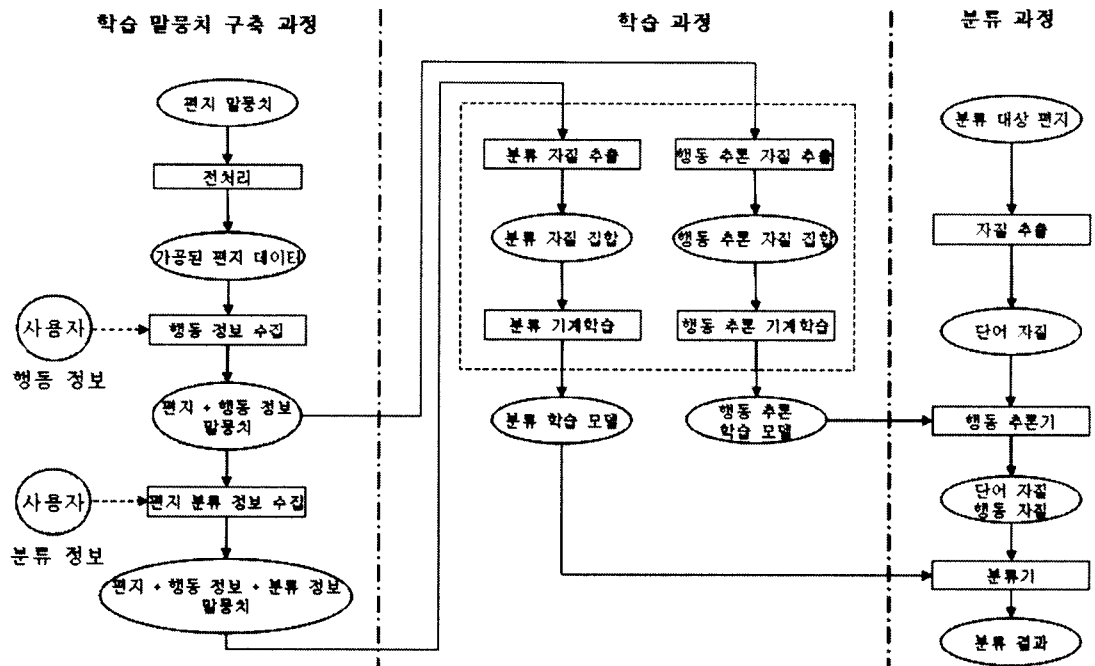 학습 말뭉치 구축 과정
편지 말뭉치
전처리
가공된 편지 데이터
사용자
행동 정보
행동 정보 수집
편지 + 행동 정보
말뭉치
사용자
분류 정보
편지 분류 정보 수집
편지 + 행동 정보 + 분류 정보
말뭉치
학습 과정
분류 자질 추출
분류 자질 집합
분류 기계학습
분류 학습 모델
행동 추론 자질 추출
행동 추론 자질 집합
행동 추론 기계학습
행동 추론
학습 모델
분류 과정
분류 대상 편지
자질 추출
단어 자질
행동 추론기
단어 자질
행동 자질
분류기
분류 결과